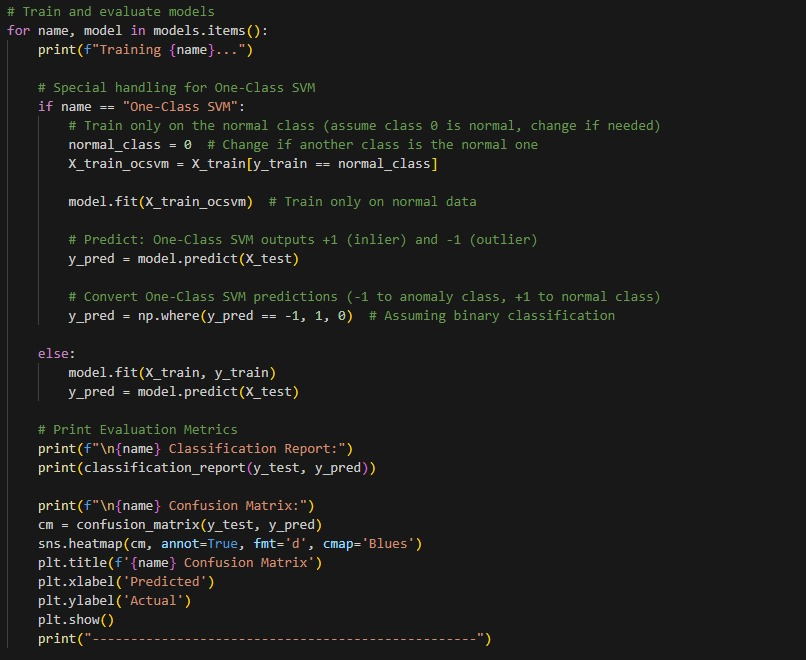 # Train and evaluate models
for name, model in models.items():
    print(f"Training {name}...")

    # Special handling for One-Class SVM
    if name == "One-Class SVM":
        # Train only on the normal class (assume class 0 is normal, change if needed)
        normal_class = 0  # Change if another class is the normal one
        X_train_ocsvm = X_train[y_train == normal_class]

        model.fit(X_train_ocsvm)  # Train only on normal data

        # Predict: One-Class SVM outputs +1 (inlier) and -1 (outlier)
        y_pred = model.predict(X_test)

        # Convert One-Class SVM predictions (-1 to anomaly class, +1 to normal class)
        y_pred = np.where(y_pred == -1, 1, 0)  # Assuming binary classification

    else:
        model.fit(X_train, y_train)
        y_pred = model.predict(X_test)

    # Print Evaluation Metrics
    print(f"\n{name} Classification Report:")
    print(classification_report(y_test, y_pred))

    print(f"\n{name} Confusion Matrix:")
    cm = confusion_matrix(y_test, y_pred)
    sns.heatmap(cm, annot=True, fmt='d', cmap='Blues')
    plt.title(f'{name} Confusion Matrix')
    plt.xlabel('Predicted')
    plt.ylabel('Actual')
    plt.show()
    print("--------------------------------------------------")